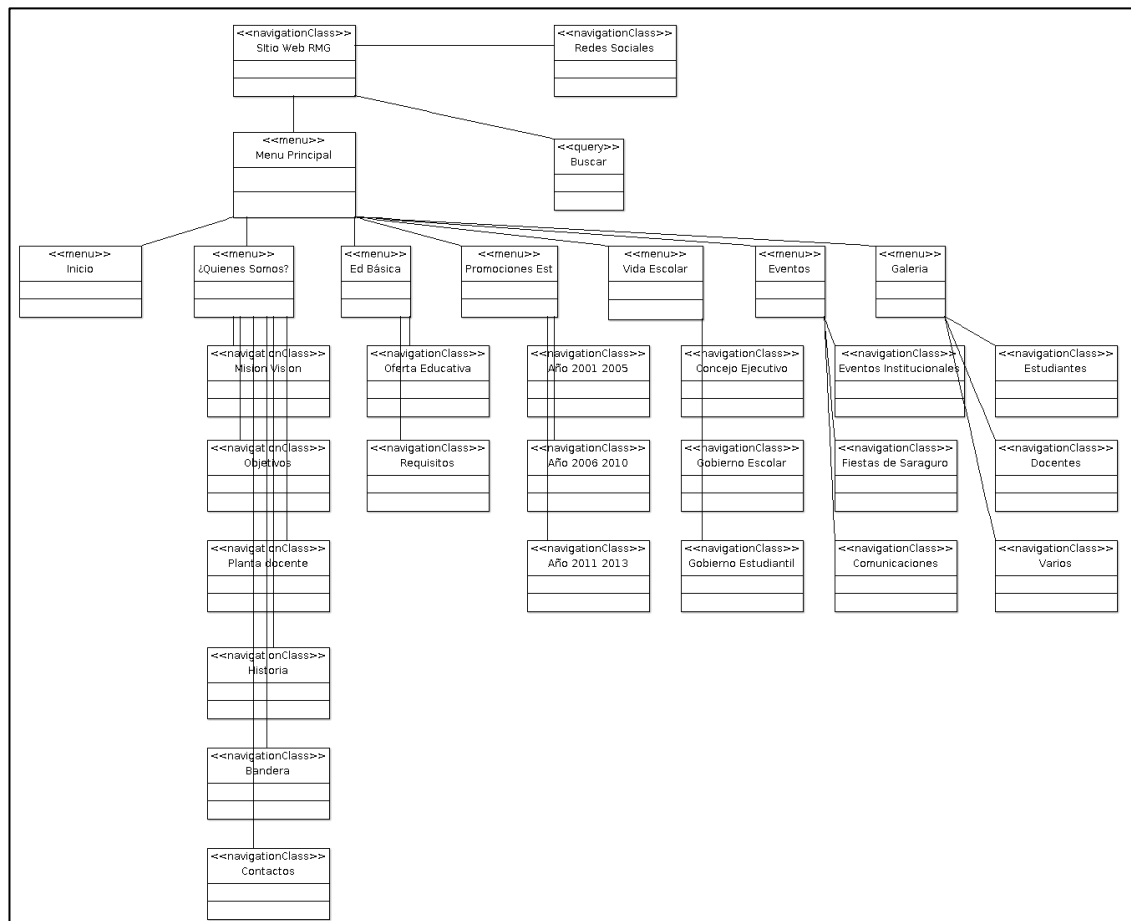 <<navigationClass>>
SItio Web RMG
<<navigationClass>>
Redes Sociales
<<menu>>
Menu Principal
<<query>>
Buscar
<<menu>>
Inicio
<<menu>>
¿Quienes Somos?
<<menu>>
Ed Básica
<<menu>>
Promociones Est
<<menu>>
Vida Escolar
<<menu>>
Eventos
<<menu>>
Galeria
<<navigationClass>>
Mision Vision
<<navigationClass>>
Oferta Educativa
<<navigationClass>>
Año 2001 2005
<<navigationClass>>
Concejo Ejecutivo
<<navigationClass>>
Eventos Institucionales
<<navigationClass>>
Estudiantes
<<navigationClass>>
Objetivos
<<navigationClass>>
Requisitos
<<navigationClass>>
Año 2006 2010
<<navigationClass>>
Gobierno Escolar
<<navigationClass>>
Fiestas de Saraguro
<<navigationClass>>
Docentes
<<navigationClass>>
Planta docente
<<navigationClass>>
Año 2011 2013
<<navigationClass>>
Gobierno Estudiantil
<<navigationClass>>
Comunicaciones
<<navigationClass>>
Varios
<<navigationClass>>
Historia
<<navigationClass>>
Bandera
<<navigationClass>>
Contactos